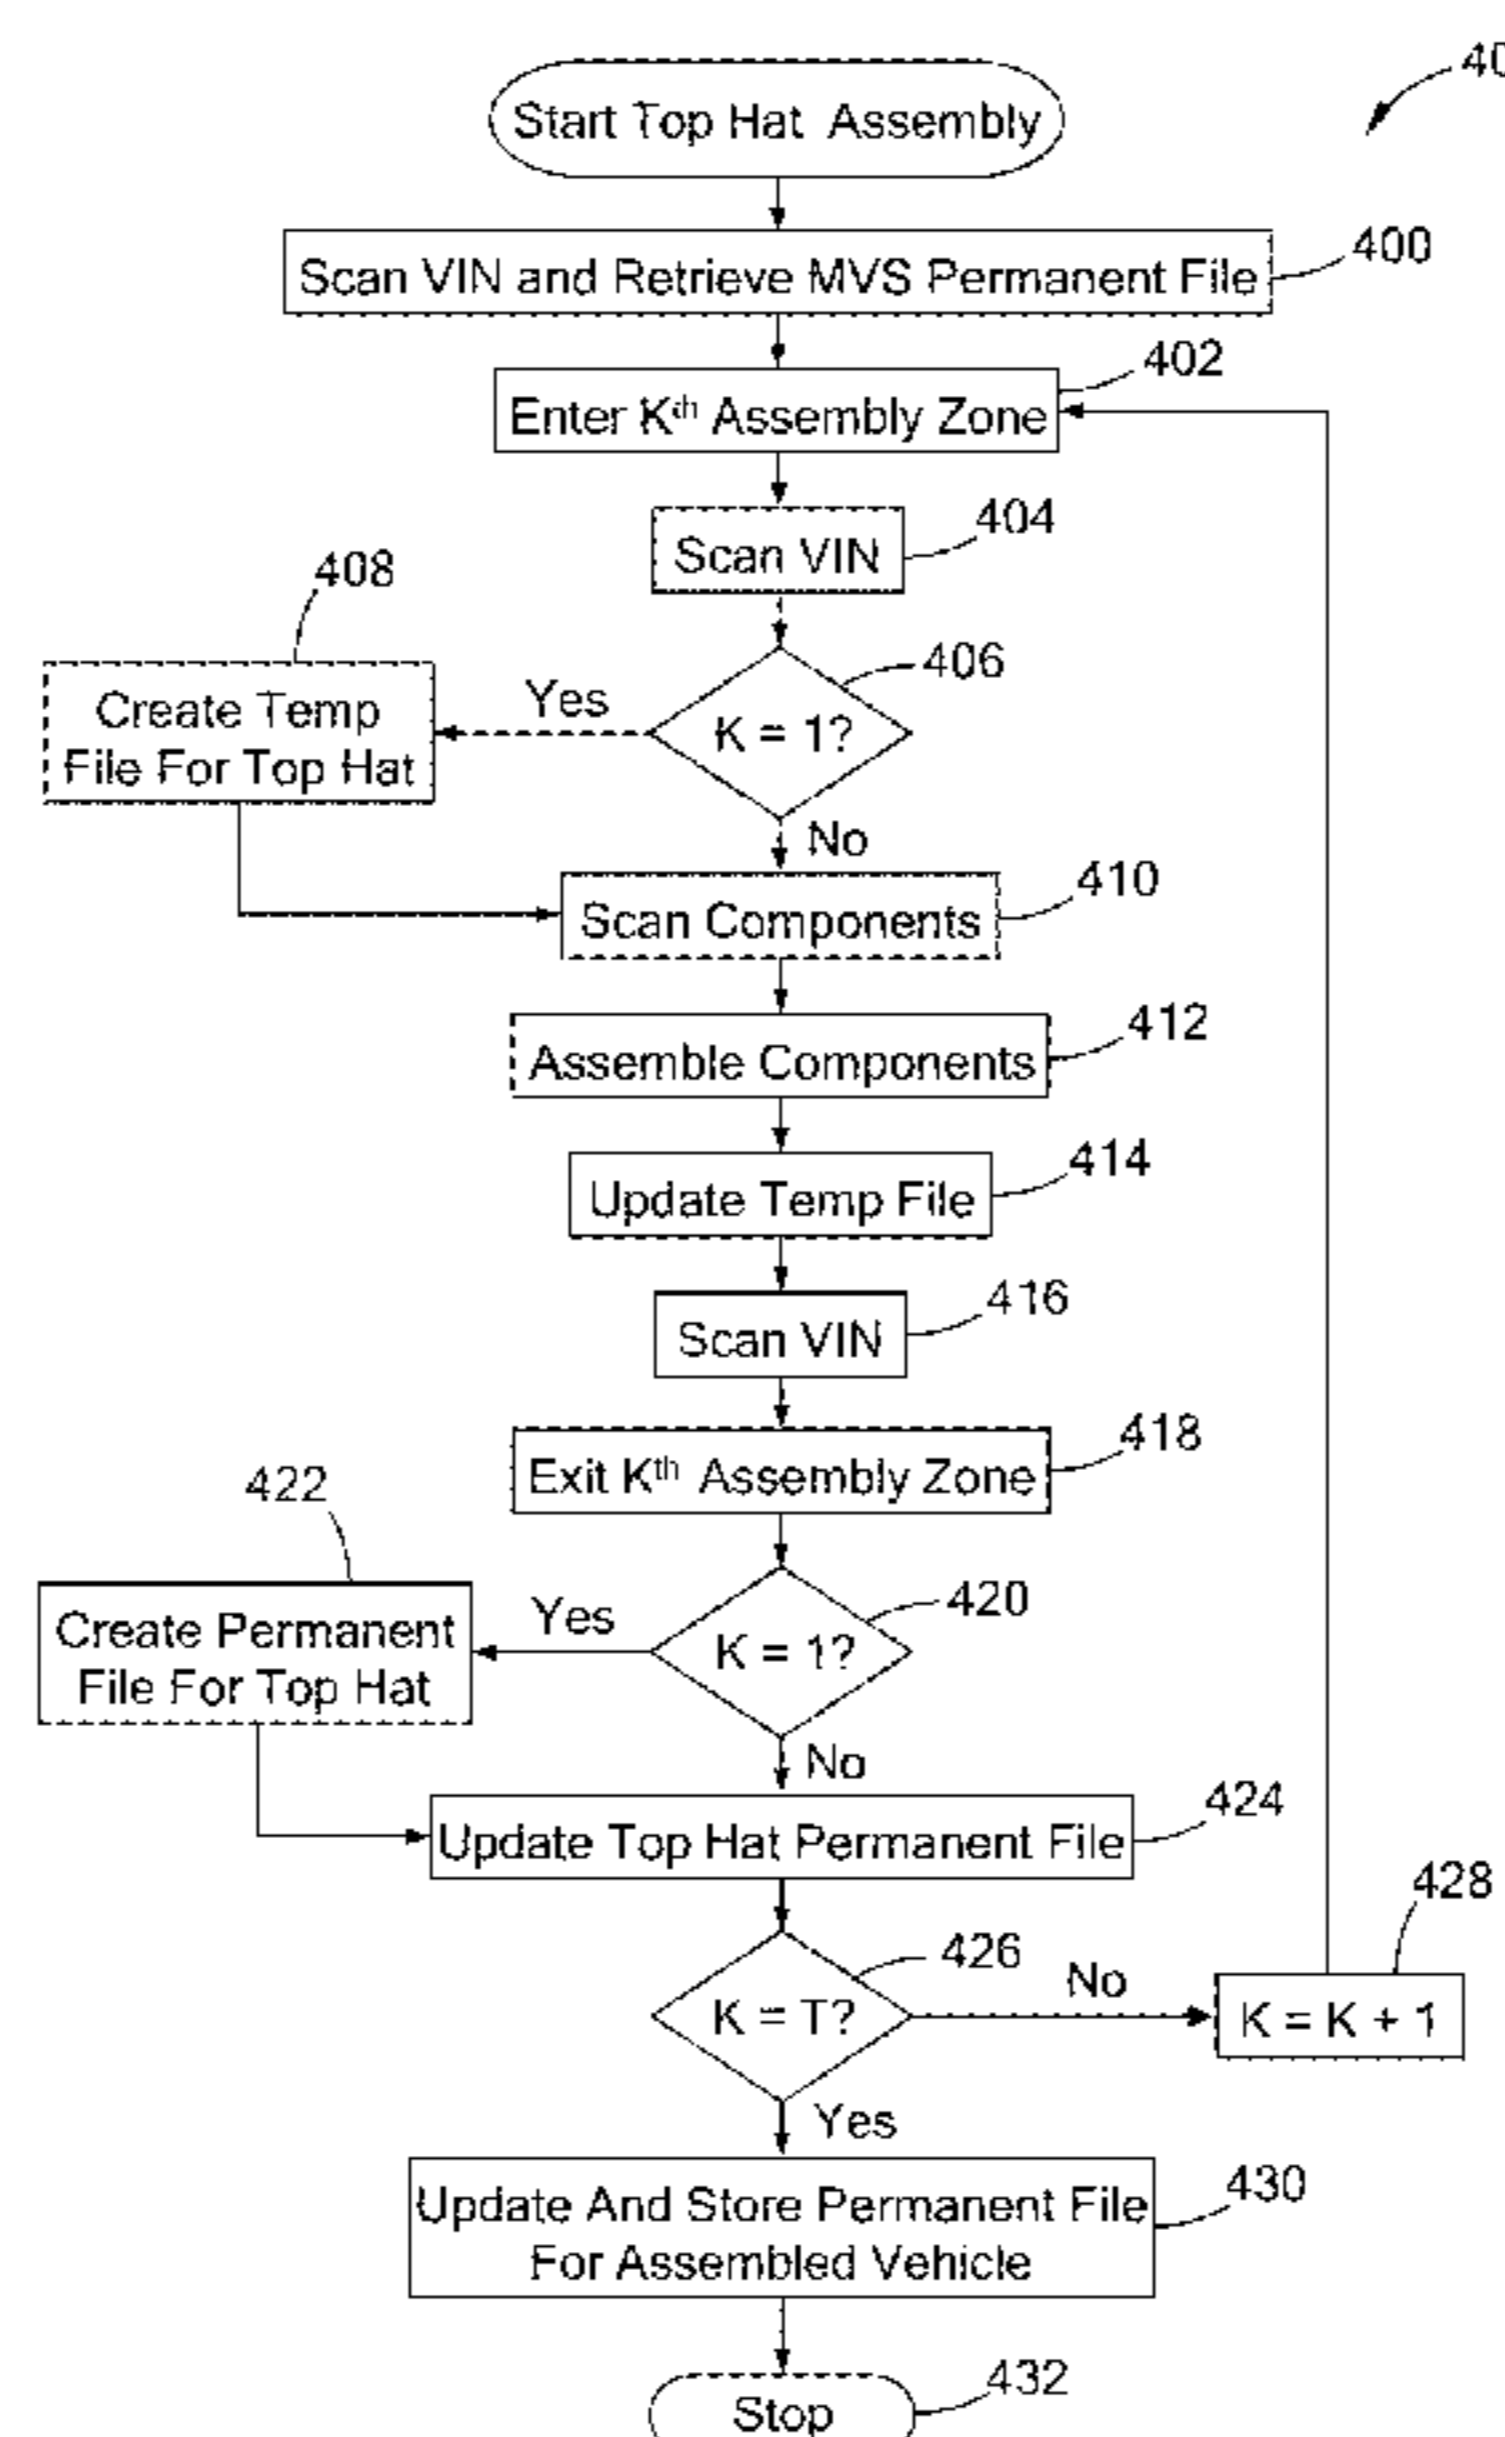 40
Start Top Hat Assembly
Scan VIN and Retrieve MVS Permanent File
400
402
Enter Kth Assembly Zone
404
Scan VIN
408
406
Create Temp
File For Top Hat
Yes
K = 1?
No
410
Scan Components
412
Assemble Components
414
Update Temp File
416
Scan VIN
418
Exit Kth Assembly Zone
422
420
Create Permanent
File For Top Hat
Yes
K = 1?
No
424
Update Top Hat Permanent File
428
426
No
K = T?
K = K + 1
Yes
430
Update And Store Permanent File
For Assembled Vehicle
432
Stop